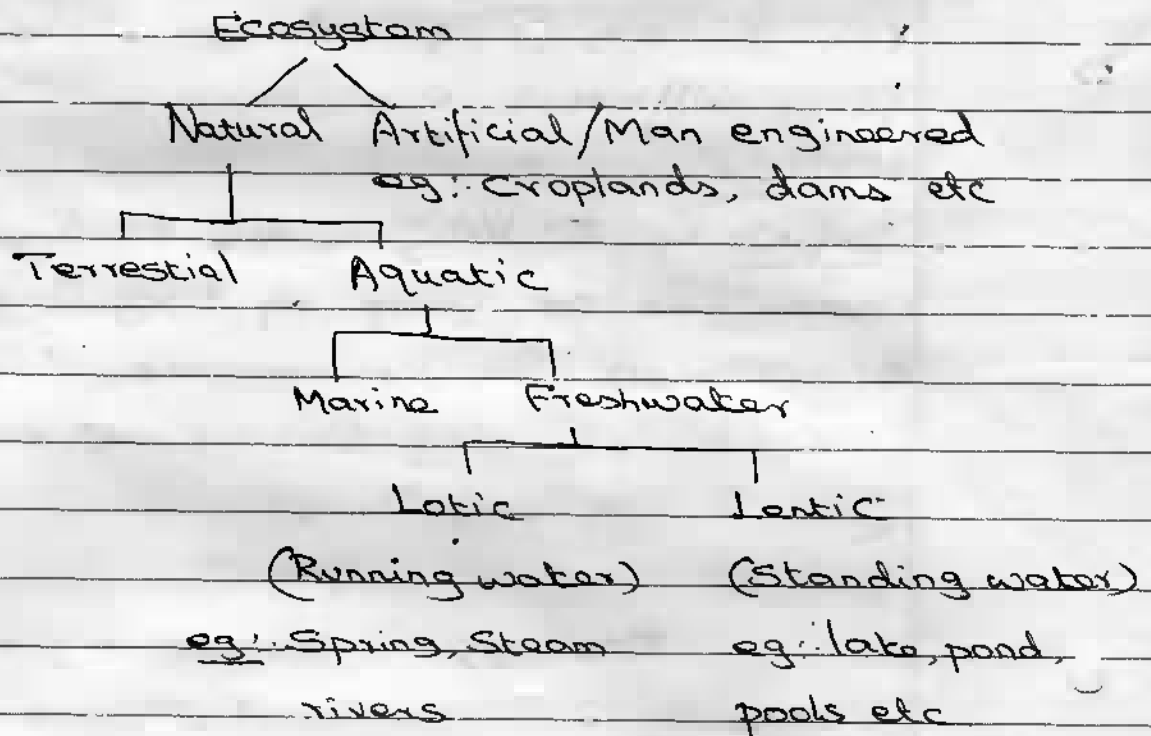 Ecosystem
Natural Artificial/Man engineered
eg:- Croplands, dams etc
Terrestial Aquatic
Marine Freshwater
Lotic Lentic
(Running water) (Standing water)
eg:- Spring, Steam eg:- lake, pond,
rivers pools etc